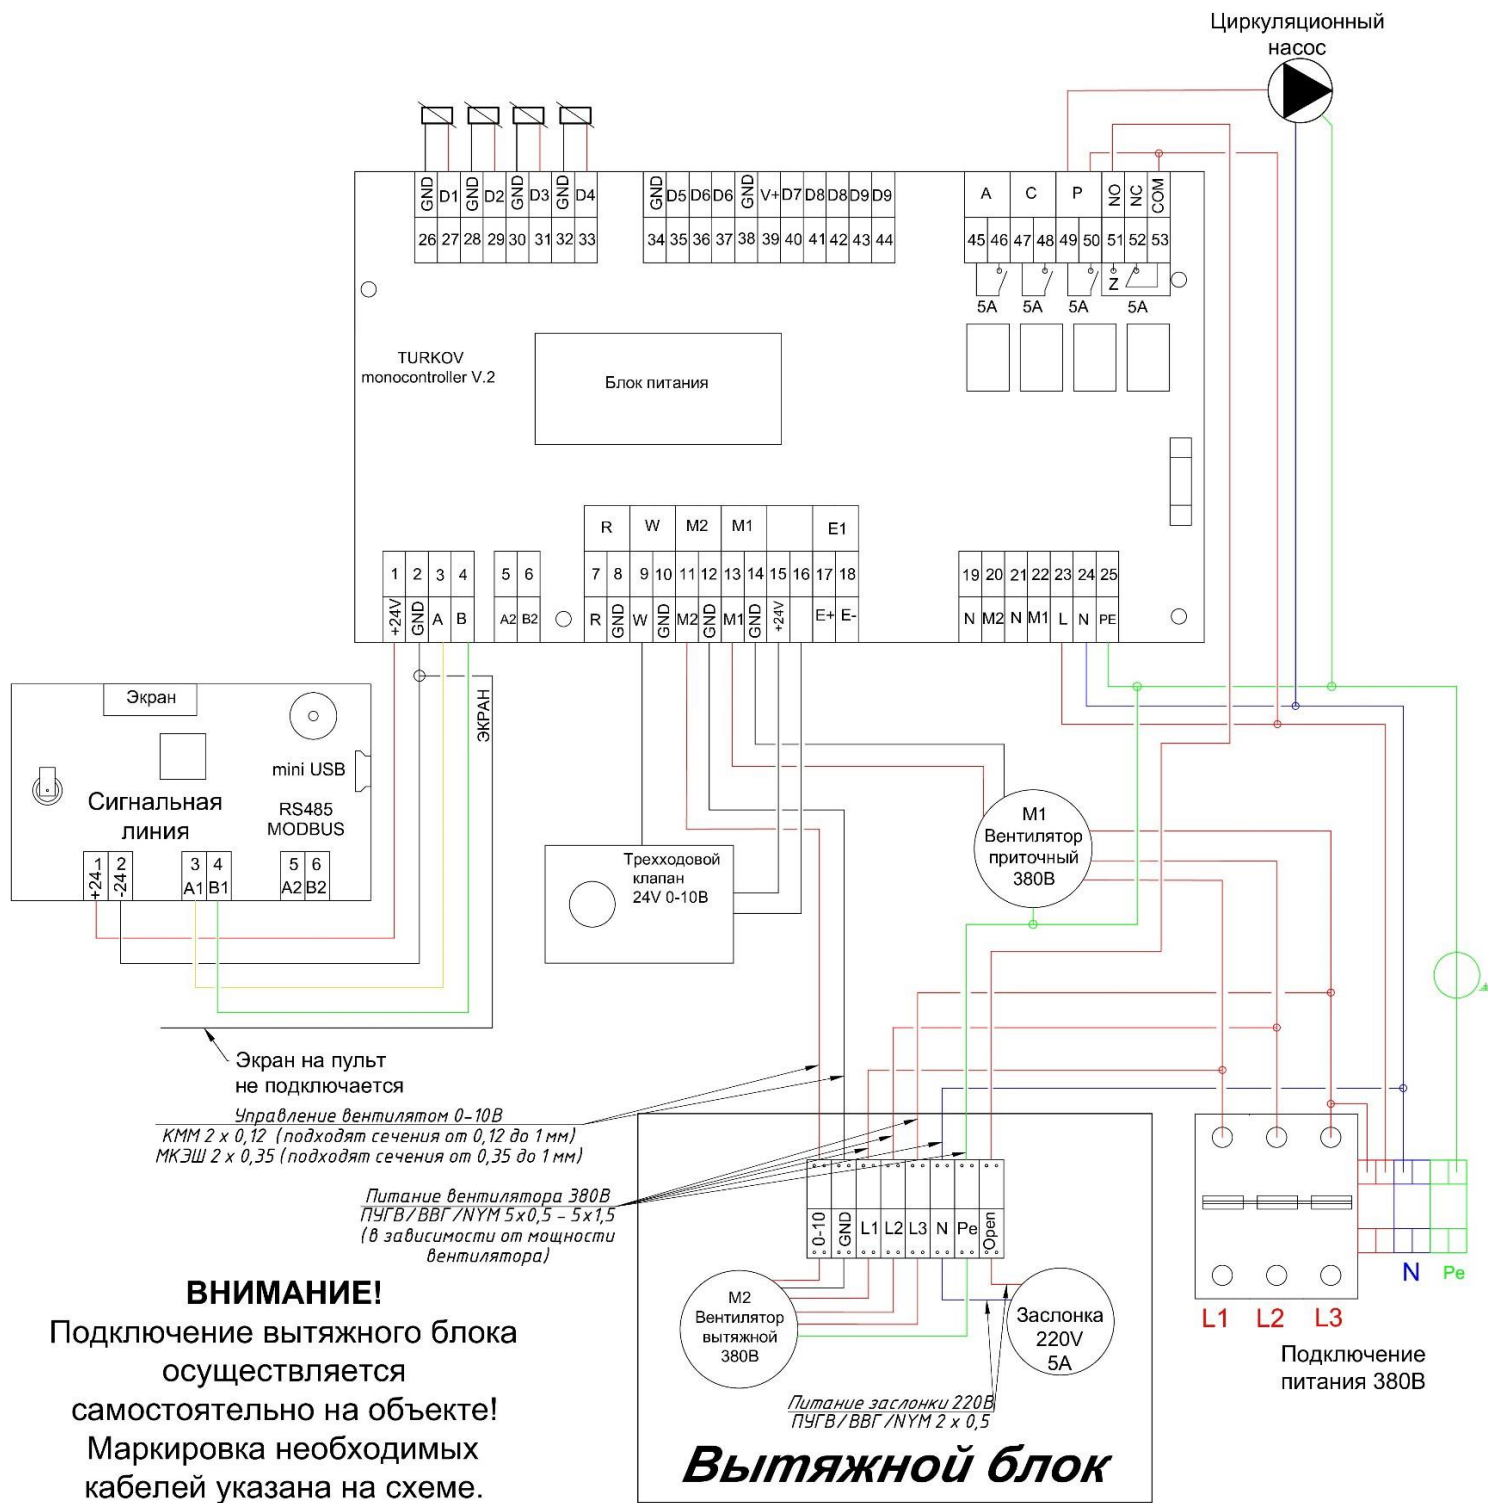 Циркуляционный
насос
GND D1 GND D2 GND D3 GND D4
26 27 28 29 30 31 32 33
GND D5 D6 D6 GND V+ D7 D8 D8 D9 D9
34 35 36 37 38 39 40 41 42 43 44
A C P NO NC COM
45 46 47 48 49 50 51 52 53
Z
5A 5A 5A 5A
TURKOV
monocontroller V.2
Блок питания
R W M2 M1 E1
1 2 3 4
+24V GND A B
5 6
A2 B2
7 8 9 10 11 12 13 14 15 16 17 18
R GND W GND M2 GND M1 GND +24V E+ E-
19 20 21 22 23 24 25
N M2 N M1 L N PE
Экран
ЭКРАН
mini USB
Сигнальная
линия
RS485
MODBUS
1 2
+24 -24
3 4
A1 B1
5 6
A2 B2
Трехходовой
клапан
24V 0-10В
М1
Вентилятор
приточный
380В
Экран на пульт
не подключается
Управление вентилятом 0-10В
КММ 2 х 0,12 (подходят сечения от 0,12 до 1 мм)
МКЭШ 2 х 0,35 (подходят сечения от 0,35 до 1 мм)
Питание вентилятора 380В
ПУГВ/ВВГ/NYM 5х0,5 - 5х1,5
(в зависимости от мощности
вентилятора)
0-10 GND L1 L2 L3 N Pe Open
М2
Вентилятор
вытяжной
380В
Заслонка
220V
5A
Питание заслонки 220В
ПУГВ/ВВГ/NYM 2 х 0,5
Вытяжной блок
N Pe
L1 L2 L3
Подключение
питания 380В
ВНИМАНИЕ!
Подключение вытяжного блока
осуществляется
самостоятельно на объекте!
Маркировка необходимых
кабелей указана на схеме.